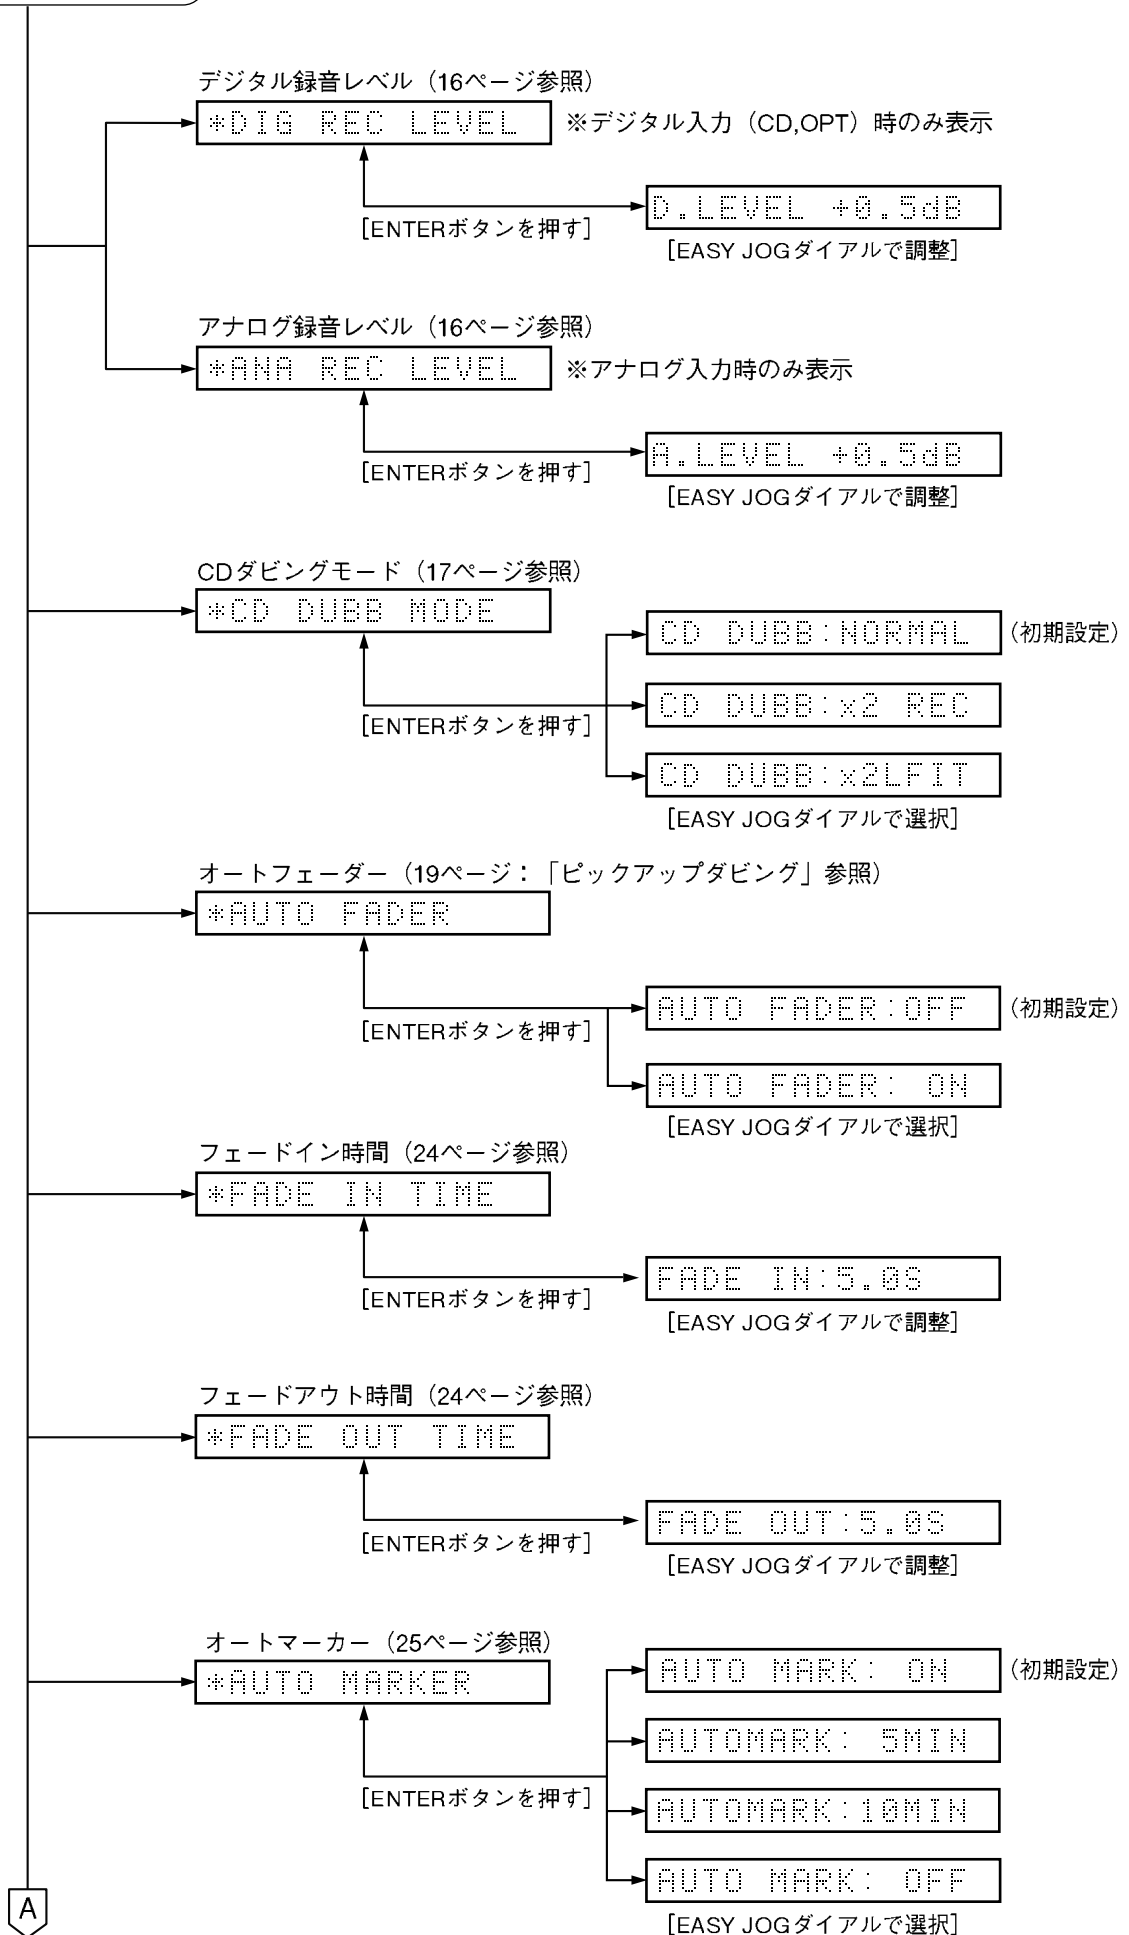 デジタル録音レベル（16ページ参照）
*DIG REC LEVEL
※デジタル入力（CD,OPT）時のみ表示
[ENTERボタンを押す]
D.LEVEL +0.5dB
[EASY JOGダイアルで調整]
アナログ録音レベル（16ページ参照）
*ANA REC LEVEL
※アナログ入力時のみ表示
[ENTERボタンを押す]
A.LEVEL +0.5dB
[EASY JOGダイアルで調整]
CDダビングモード（17ページ参照）
*CD DUBB MODE
[ENTERボタンを押す]
CD DUBB:NORMAL
（初期設定）
CD DUBB:x2 REC
CD DUBB:x2LFIT
[EASY JOGダイアルで選択]
オートフェーダー（19ページ：「ピックアップダビング」参照）
*AUTO FADER
[ENTERボタンを押す]
AUTO FADER:OFF
（初期設定）
AUTO FADER: ON
[EASY JOGダイアルで選択]
フェードイン時間（24ページ参照）
*FADE IN TIME
[ENTERボタンを押す]
FADE IN:5.0S
[EASY JOGダイアルで調整]
フェードアウト時間（24ページ参照）
*FADE OUT TIME
[ENTERボタンを押す]
FADE OUT:5.0S
[EASY JOGダイアルで調整]
オートマーカー（25ページ参照）
*AUTO MARKER
[ENTERボタンを押す]
AUTO MARK: ON
（初期設定）
AUTOMARK: 5MIN
AUTOMARK:10MIN
AUTO MARK: OFF
[EASY JOGダイアルで選択]
A